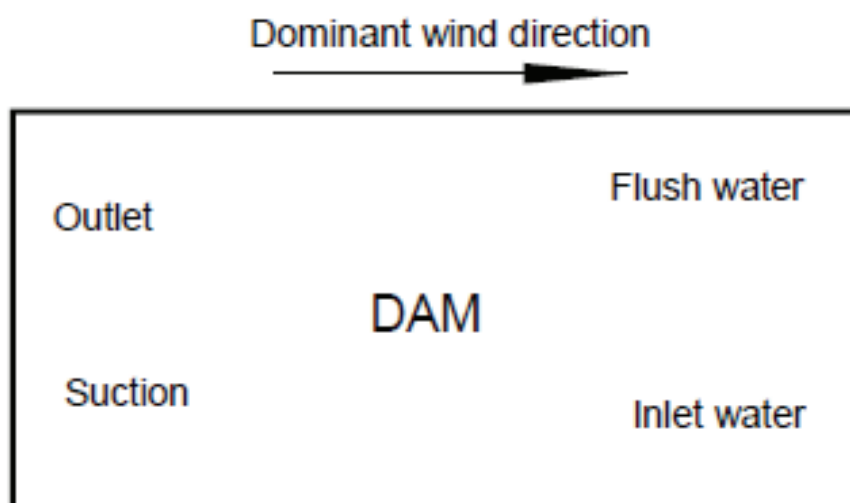 Dominant wind direction
Flush water
Outlet
DAM
Suction
Inlet water